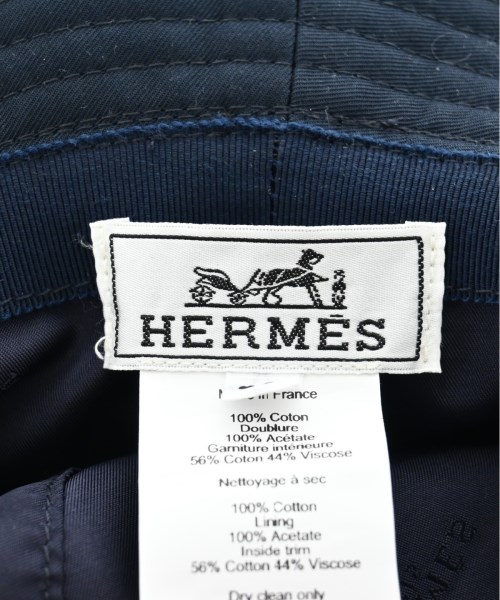 HERMÈS
Made in France
100% Coton
Doublure
100% Acétate
Garniture intérieure
56% Coton 44% Viscose
Nettoyage à sec
100% Cotton
Lining
100% Acetate
Inside trim
56% Cotton 44% Viscose
Dry clean only